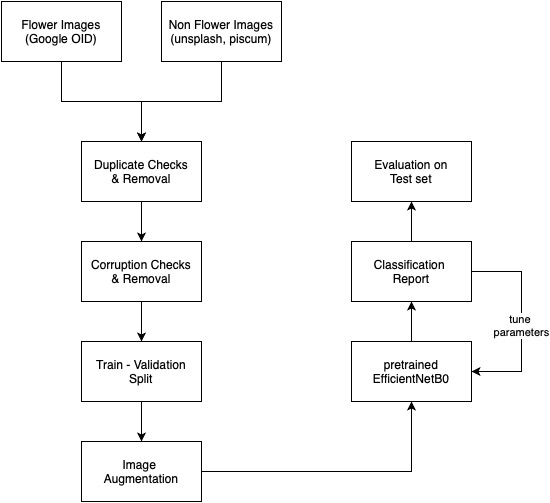 Flower Images
(Google OID)
Non Flower Images
(unsplash, piscum)
Duplicate Checks
& Removal
Corruption Checks
& Removal
Train - Validation
Split
Image
Augmentation
Evaluation on
Test set
Classification
Report
tune
parameters
pretrained
EfficientNetB0